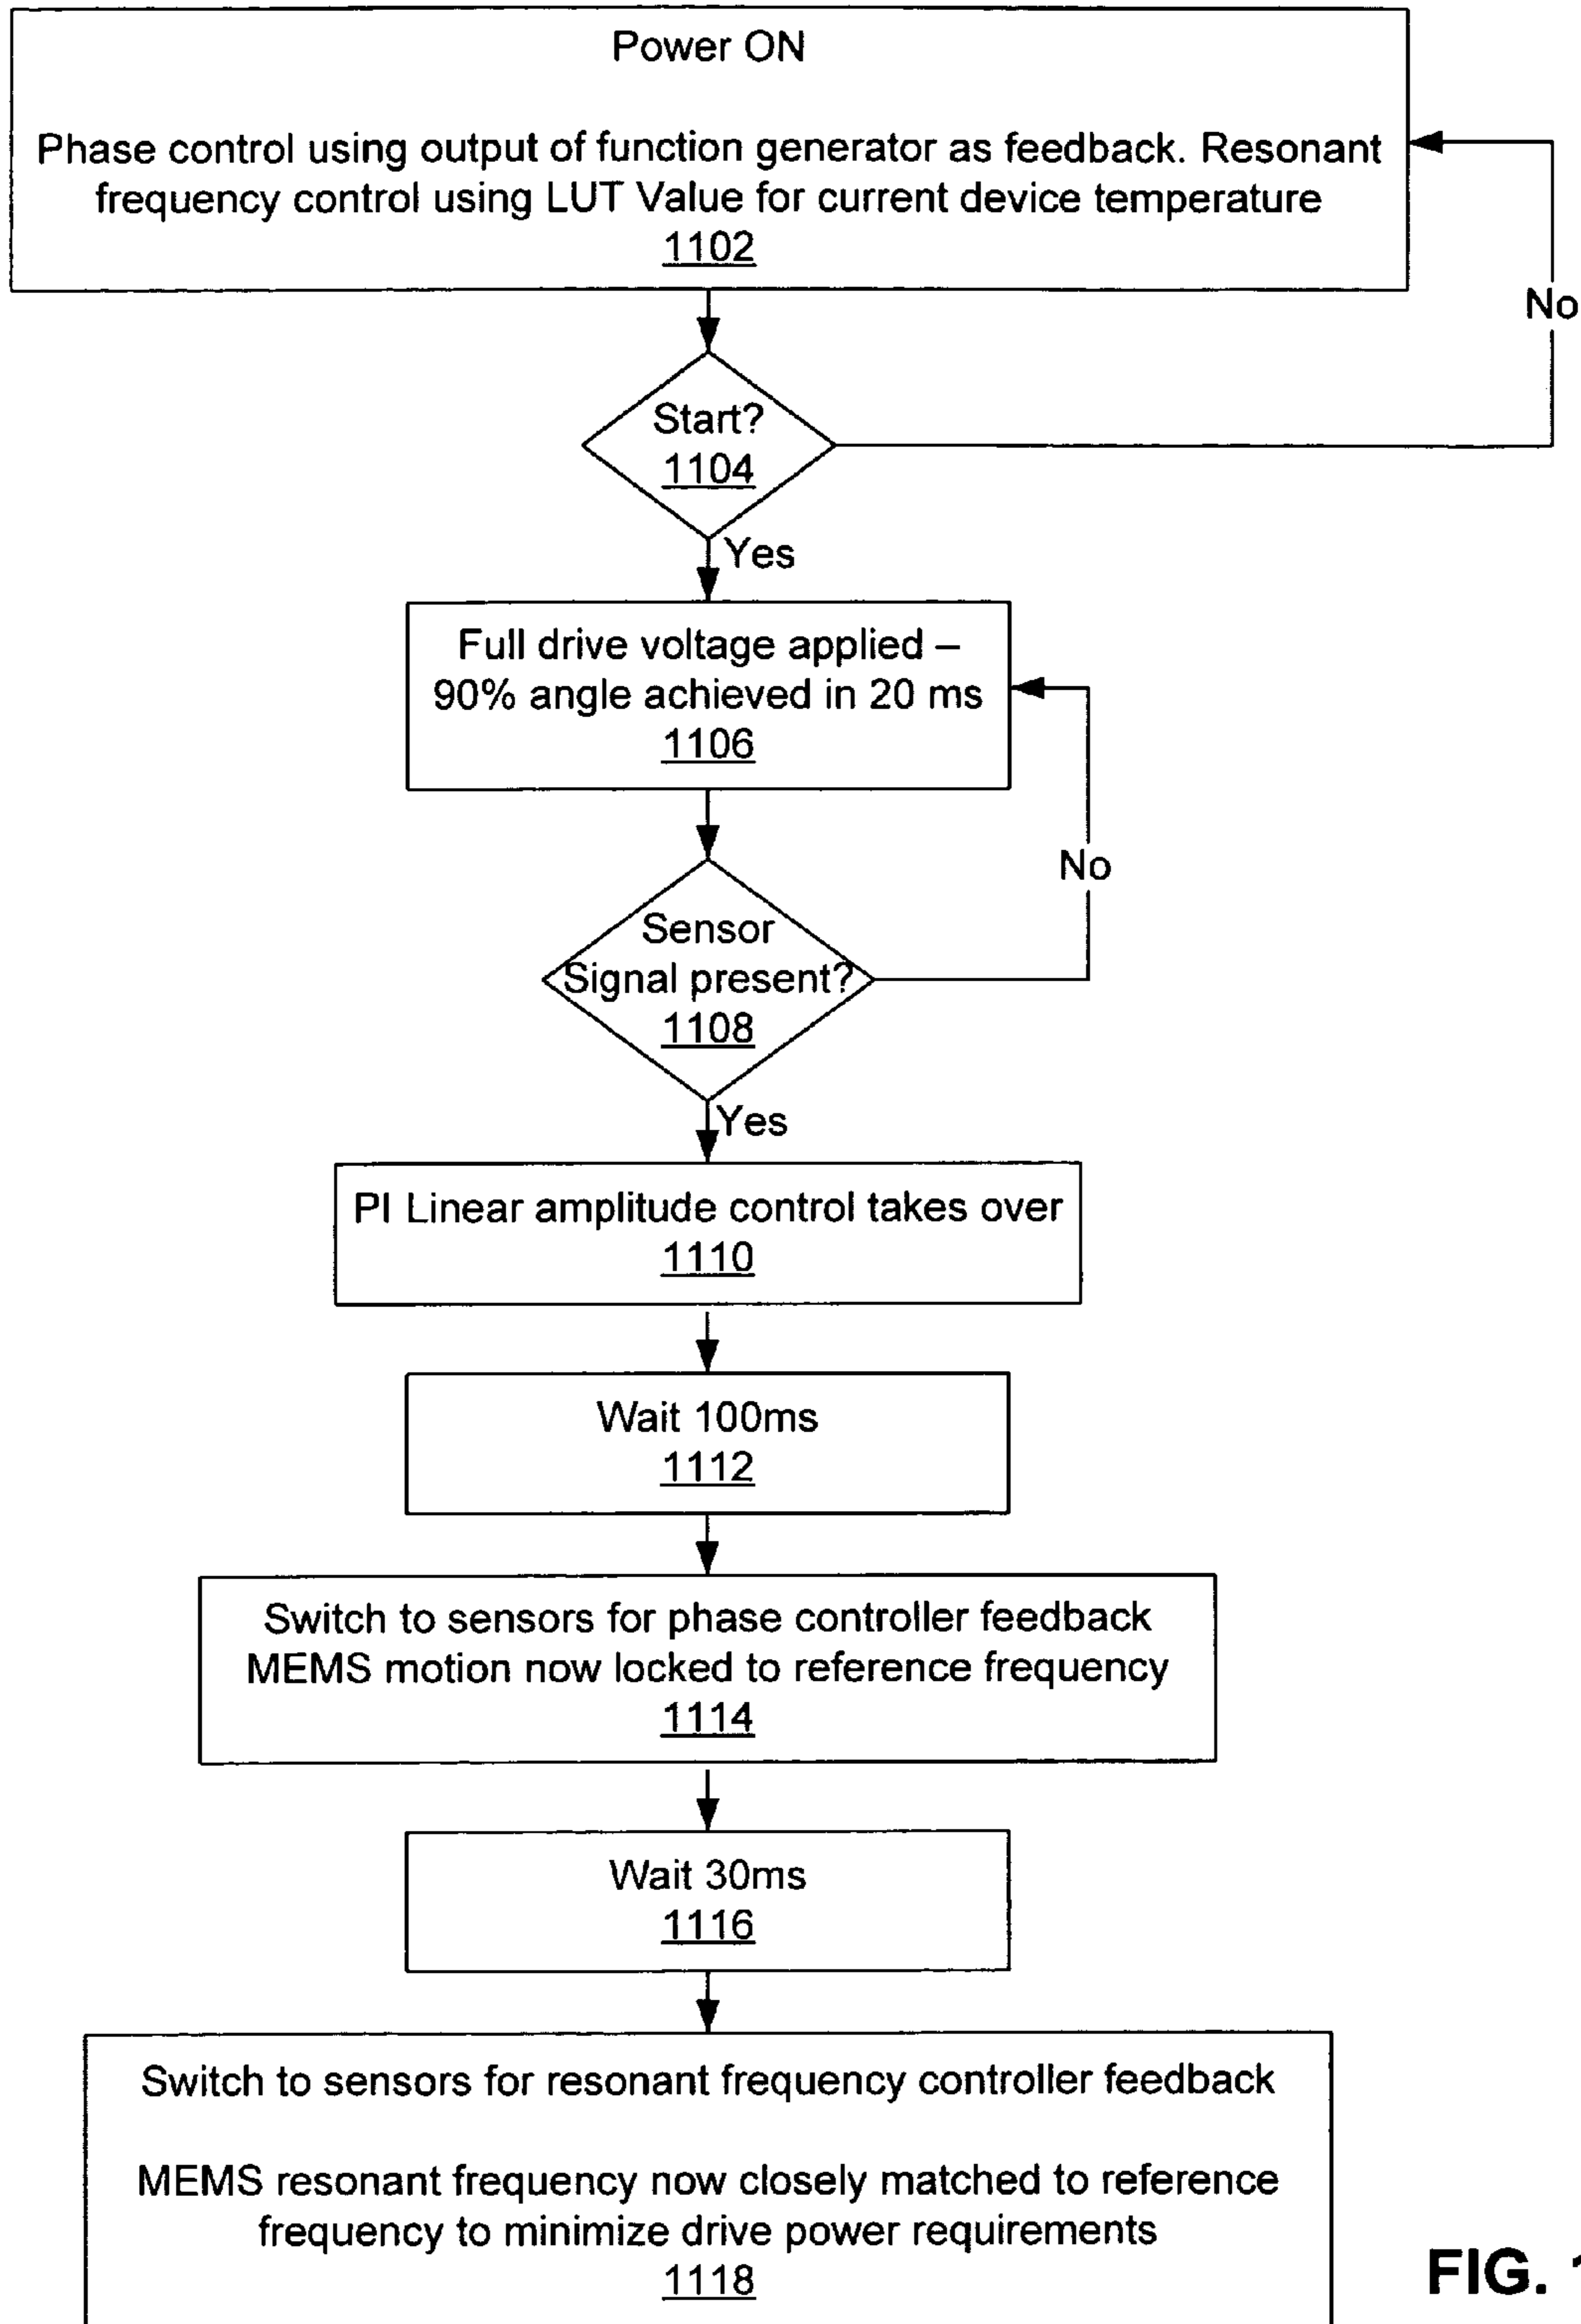 Power ON
Phase control using output of function generator as feedback. Resonant
frequency control using LUT Value for current device temperature
1102
No
Start?
1104
Yes
Full drive voltage applied –
90% angle achieved in 20 ms
1106
No
Sensor
Signal present?
1108
Yes
PI Linear amplitude control takes over
1110
Wait 100ms
1112
Switch to sensors for phase controller feedback
MEMS motion now locked to reference frequency
1114
Wait 30ms
1116
Switch to sensors for resonant frequency controller feedback
MEMS resonant frequency now closely matched to reference
frequency to minimize drive power requirements
1118
FIG.